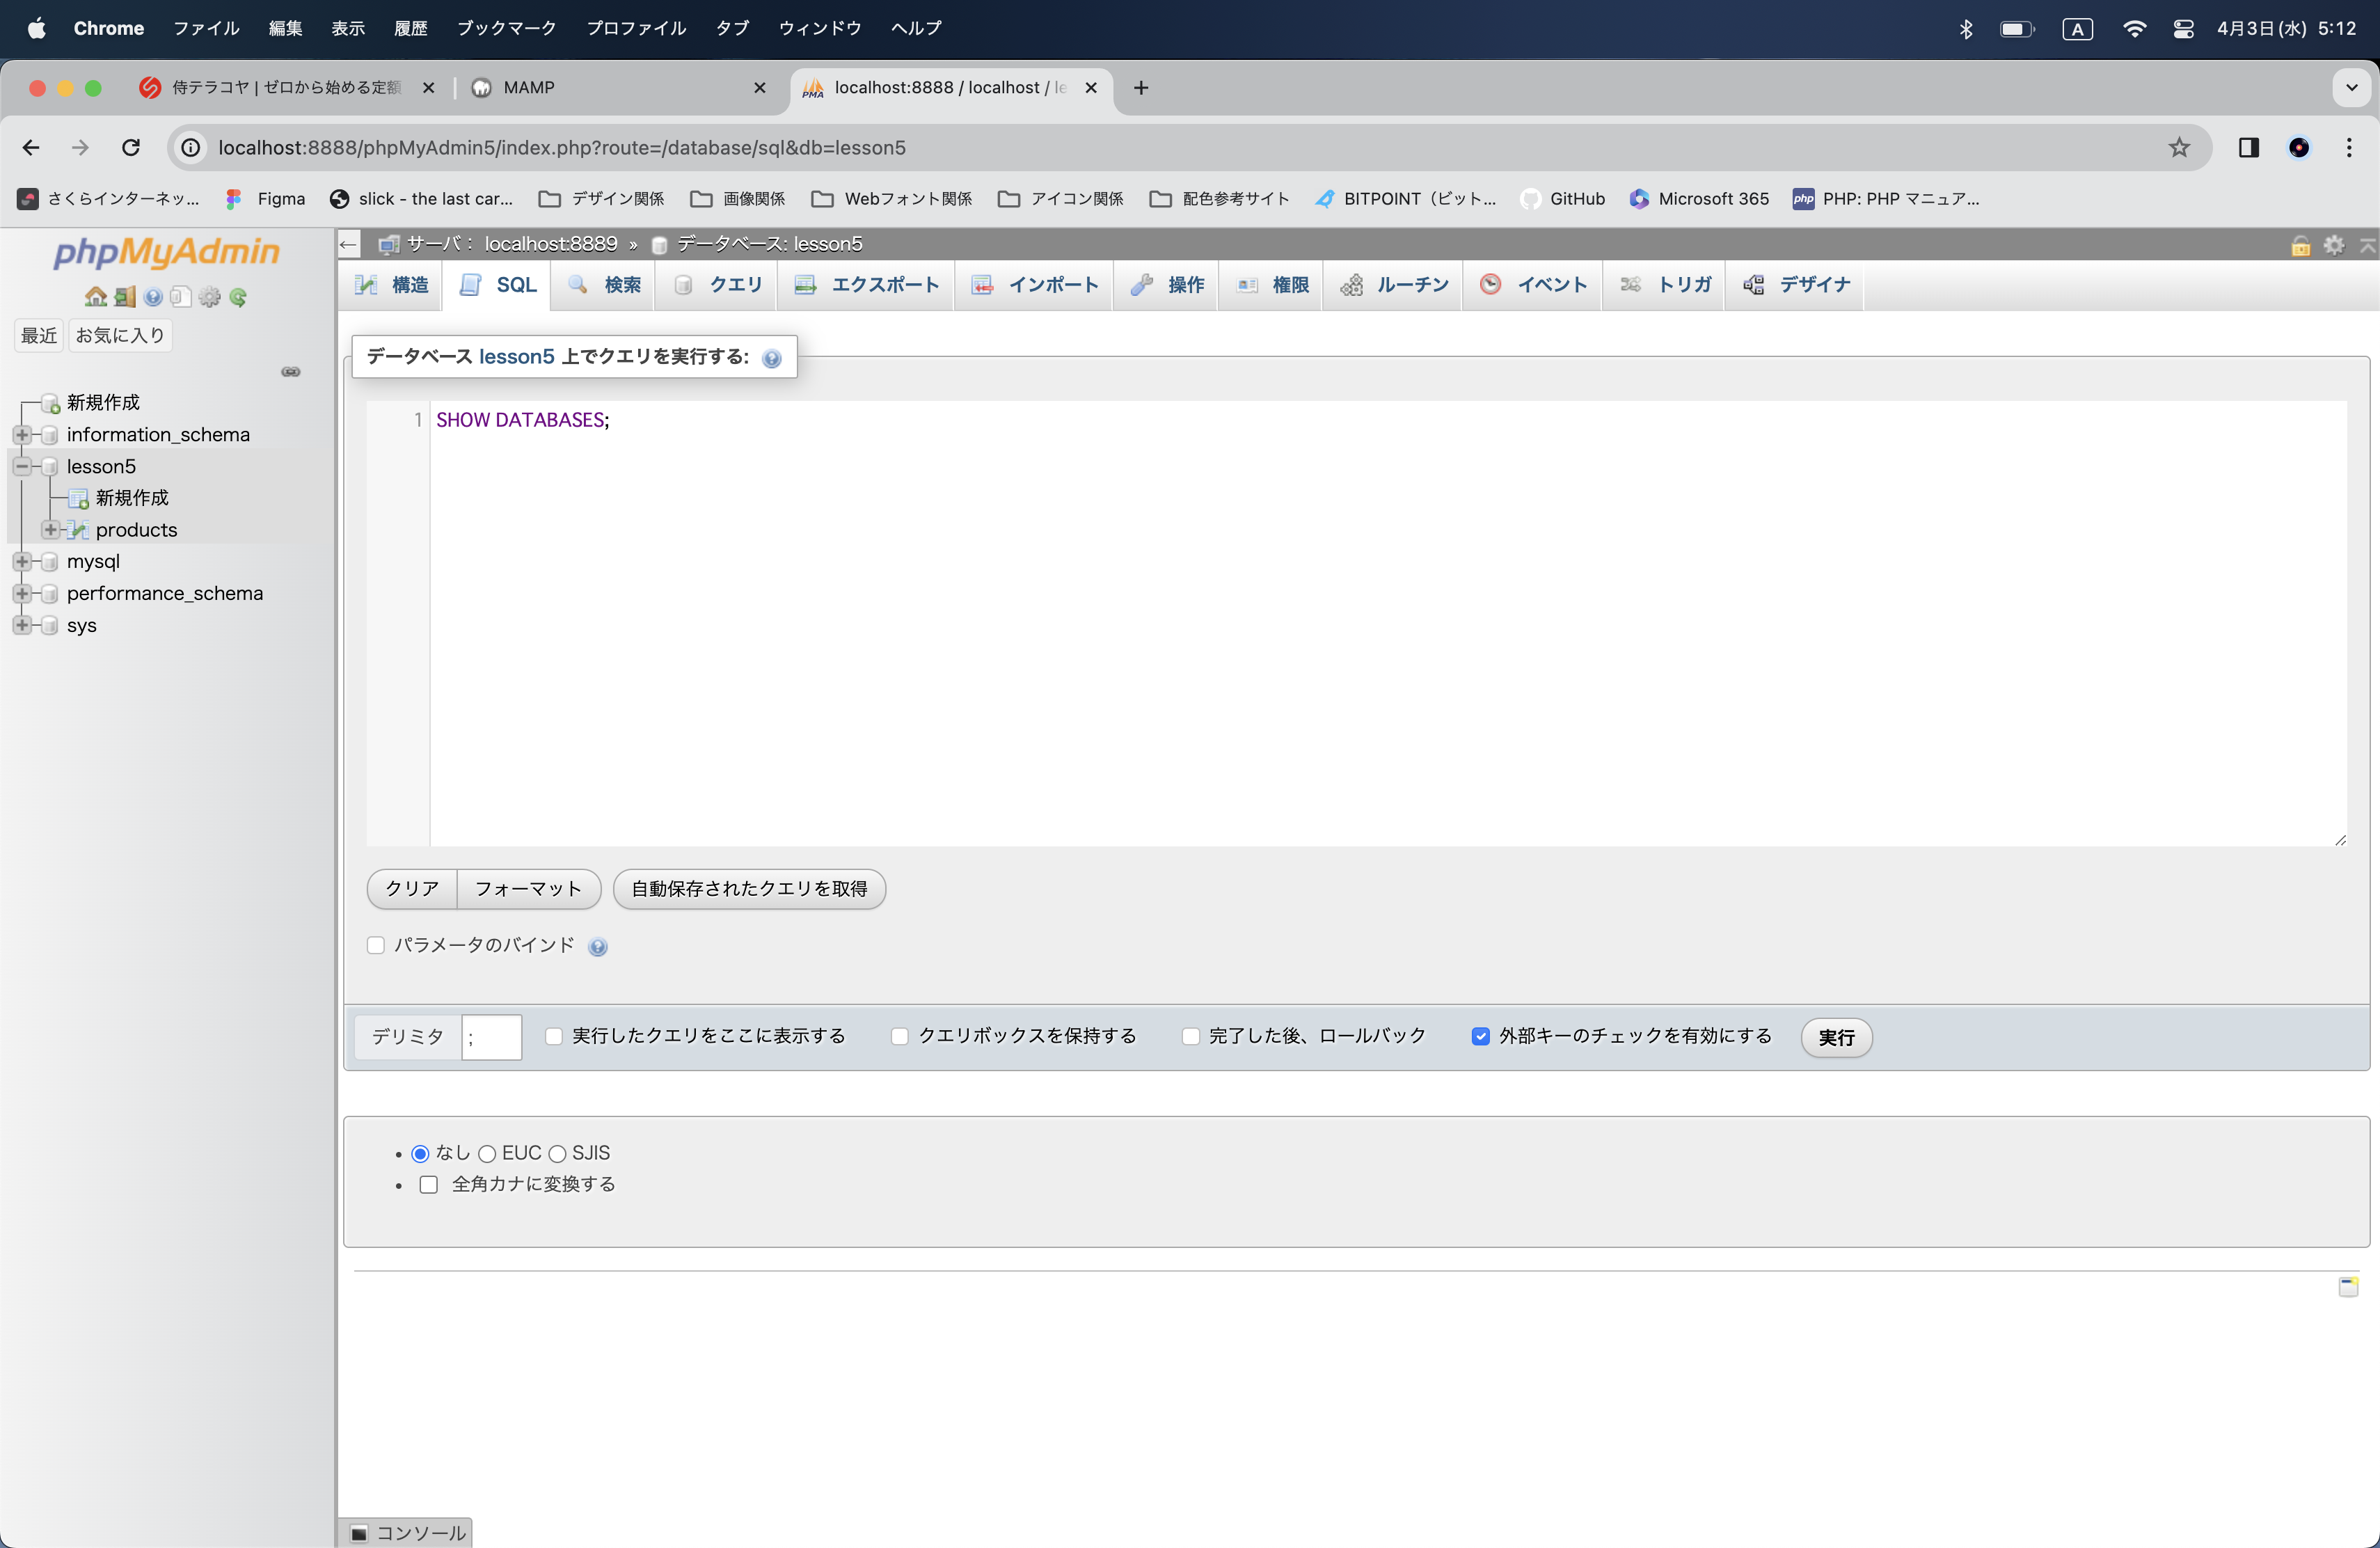 Chrome ファイル 編集 表示 履歴 ブックマーク プロファイル タブ ウィンドウ ヘルプ A 4月3日(水) 5:12
侍テラコヤ | ゼロから始める定額 MAMP PMA localhost:8888 / localhost / le
localhost:8888/phpMyAdmin5/index.php?route=/database/sql&db=lesson5
さくらインターネッ... Figma slick - the last car... デザイン関係 画像関係 Webフォント関係 アイコン関係 配色参考サイト BITPOINT（ビット... GitHub Microsoft 365 php PHP: PHP マニュア...
phpMyAdmin
最近 お気に入り
新規作成
information_schema
lesson5
新規作成
products
mysql
performance_schema
sys
サーバ： localhost:8889 » データベース: lesson5
構造 SQL 検索 クエリ エクスポート インポート 操作 権限 ルーチン イベント トリガ デザイナ
データベース lesson5 上でクエリを実行する:
1 SHOW DATABASES;
クリア フォーマット 自動保存されたクエリを取得
パラメータのバインド
デリミタ ; 実行したクエリをここに表示する クエリボックスを保持する 完了した後、ロールバック 外部キーのチェックを有効にする 実行
• なし EUC SJIS
• 全角カナに変換する
コンソール